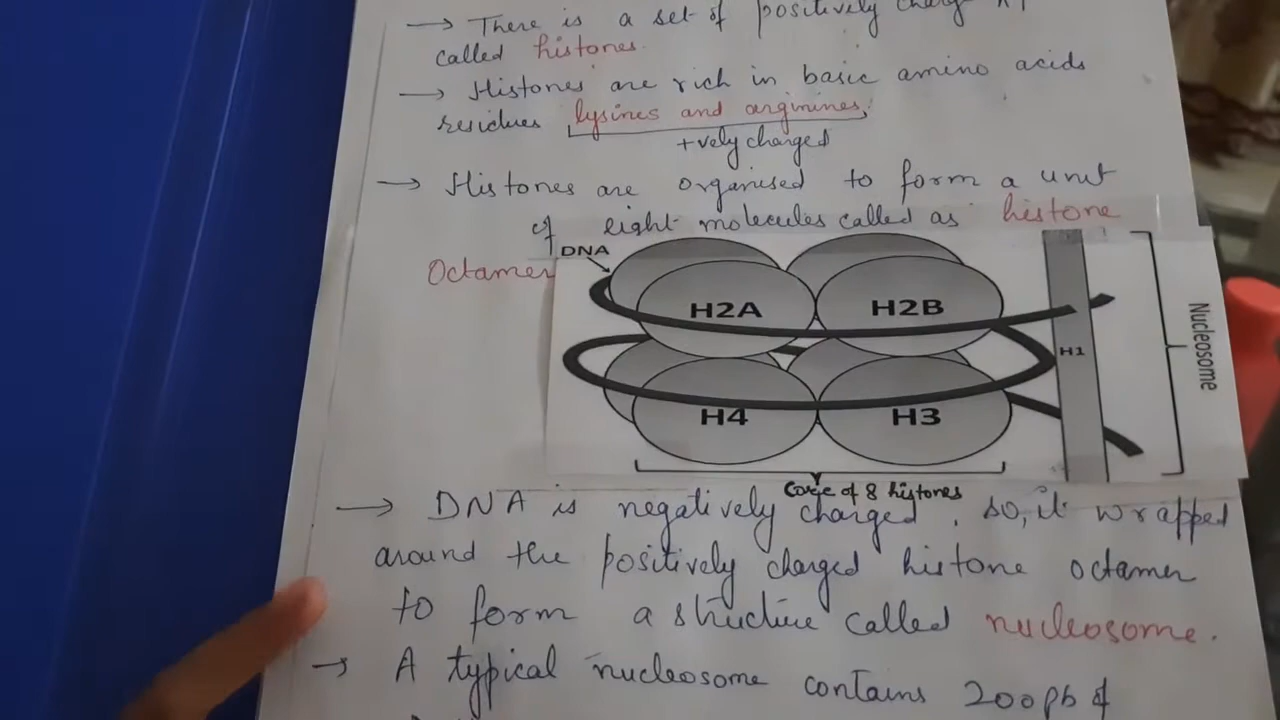 → There is a set of positively charg
called histones.
→ Histones are rich in basic amino acids
residues lysines and arginines.
+vely charged
→ Histones are organised to form a unit
of eight molecules called as histone
Octamer
DNA
H2A
H2B
H1
Nucleosome
H4
H3
Core of 8 histones
→ DNA is negatively charged. so, it wrapped
around the positively charged histone octamer
to form a structure called nucleosome.
→ A typical nucleosome contains 200pb of